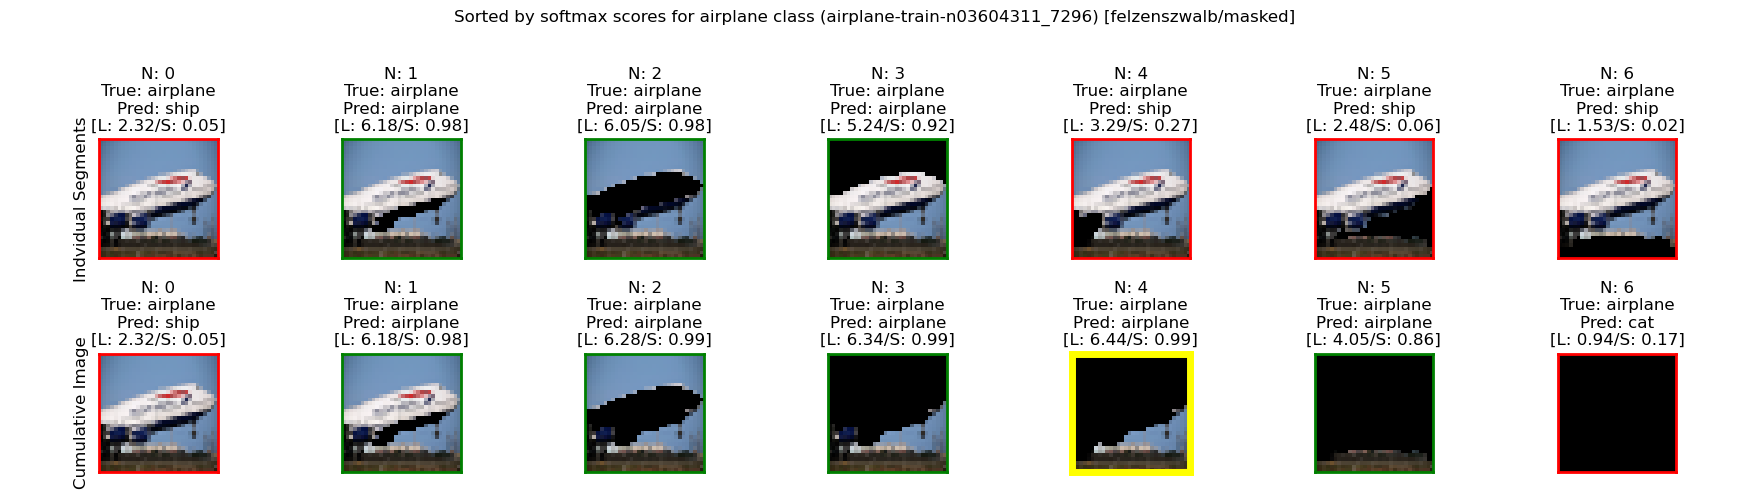 Sorted by softmax scores for airplane class (airplane-train-n03604311_7296) [felzenszwalb/masked]
Indvidual Segments
N: 0
True: airplane
Pred: ship
[L: 2.32/S: 0.05]
N: 1
True: airplane
Pred: airplane
[L: 6.18/S: 0.98]
N: 2
True: airplane
Pred: airplane
[L: 6.05/S: 0.98]
N: 3
True: airplane
Pred: airplane
[L: 5.24/S: 0.92]
N: 4
True: airplane
Pred: ship
[L: 3.29/S: 0.27]
N: 5
True: airplane
Pred: ship
[L: 2.48/S: 0.06]
N: 6
True: airplane
Pred: ship
[L: 1.53/S: 0.02]
Cumulative Image
N: 0
True: airplane
Pred: ship
[L: 2.32/S: 0.05]
N: 1
True: airplane
Pred: airplane
[L: 6.18/S: 0.98]
N: 2
True: airplane
Pred: airplane
[L: 6.28/S: 0.99]
N: 3
True: airplane
Pred: airplane
[L: 6.34/S: 0.99]
N: 4
True: airplane
Pred: airplane
[L: 6.44/S: 0.99]
N: 5
True: airplane
Pred: airplane
[L: 4.05/S: 0.86]
N: 6
True: airplane
Pred: cat
[L: 0.94/S: 0.17]